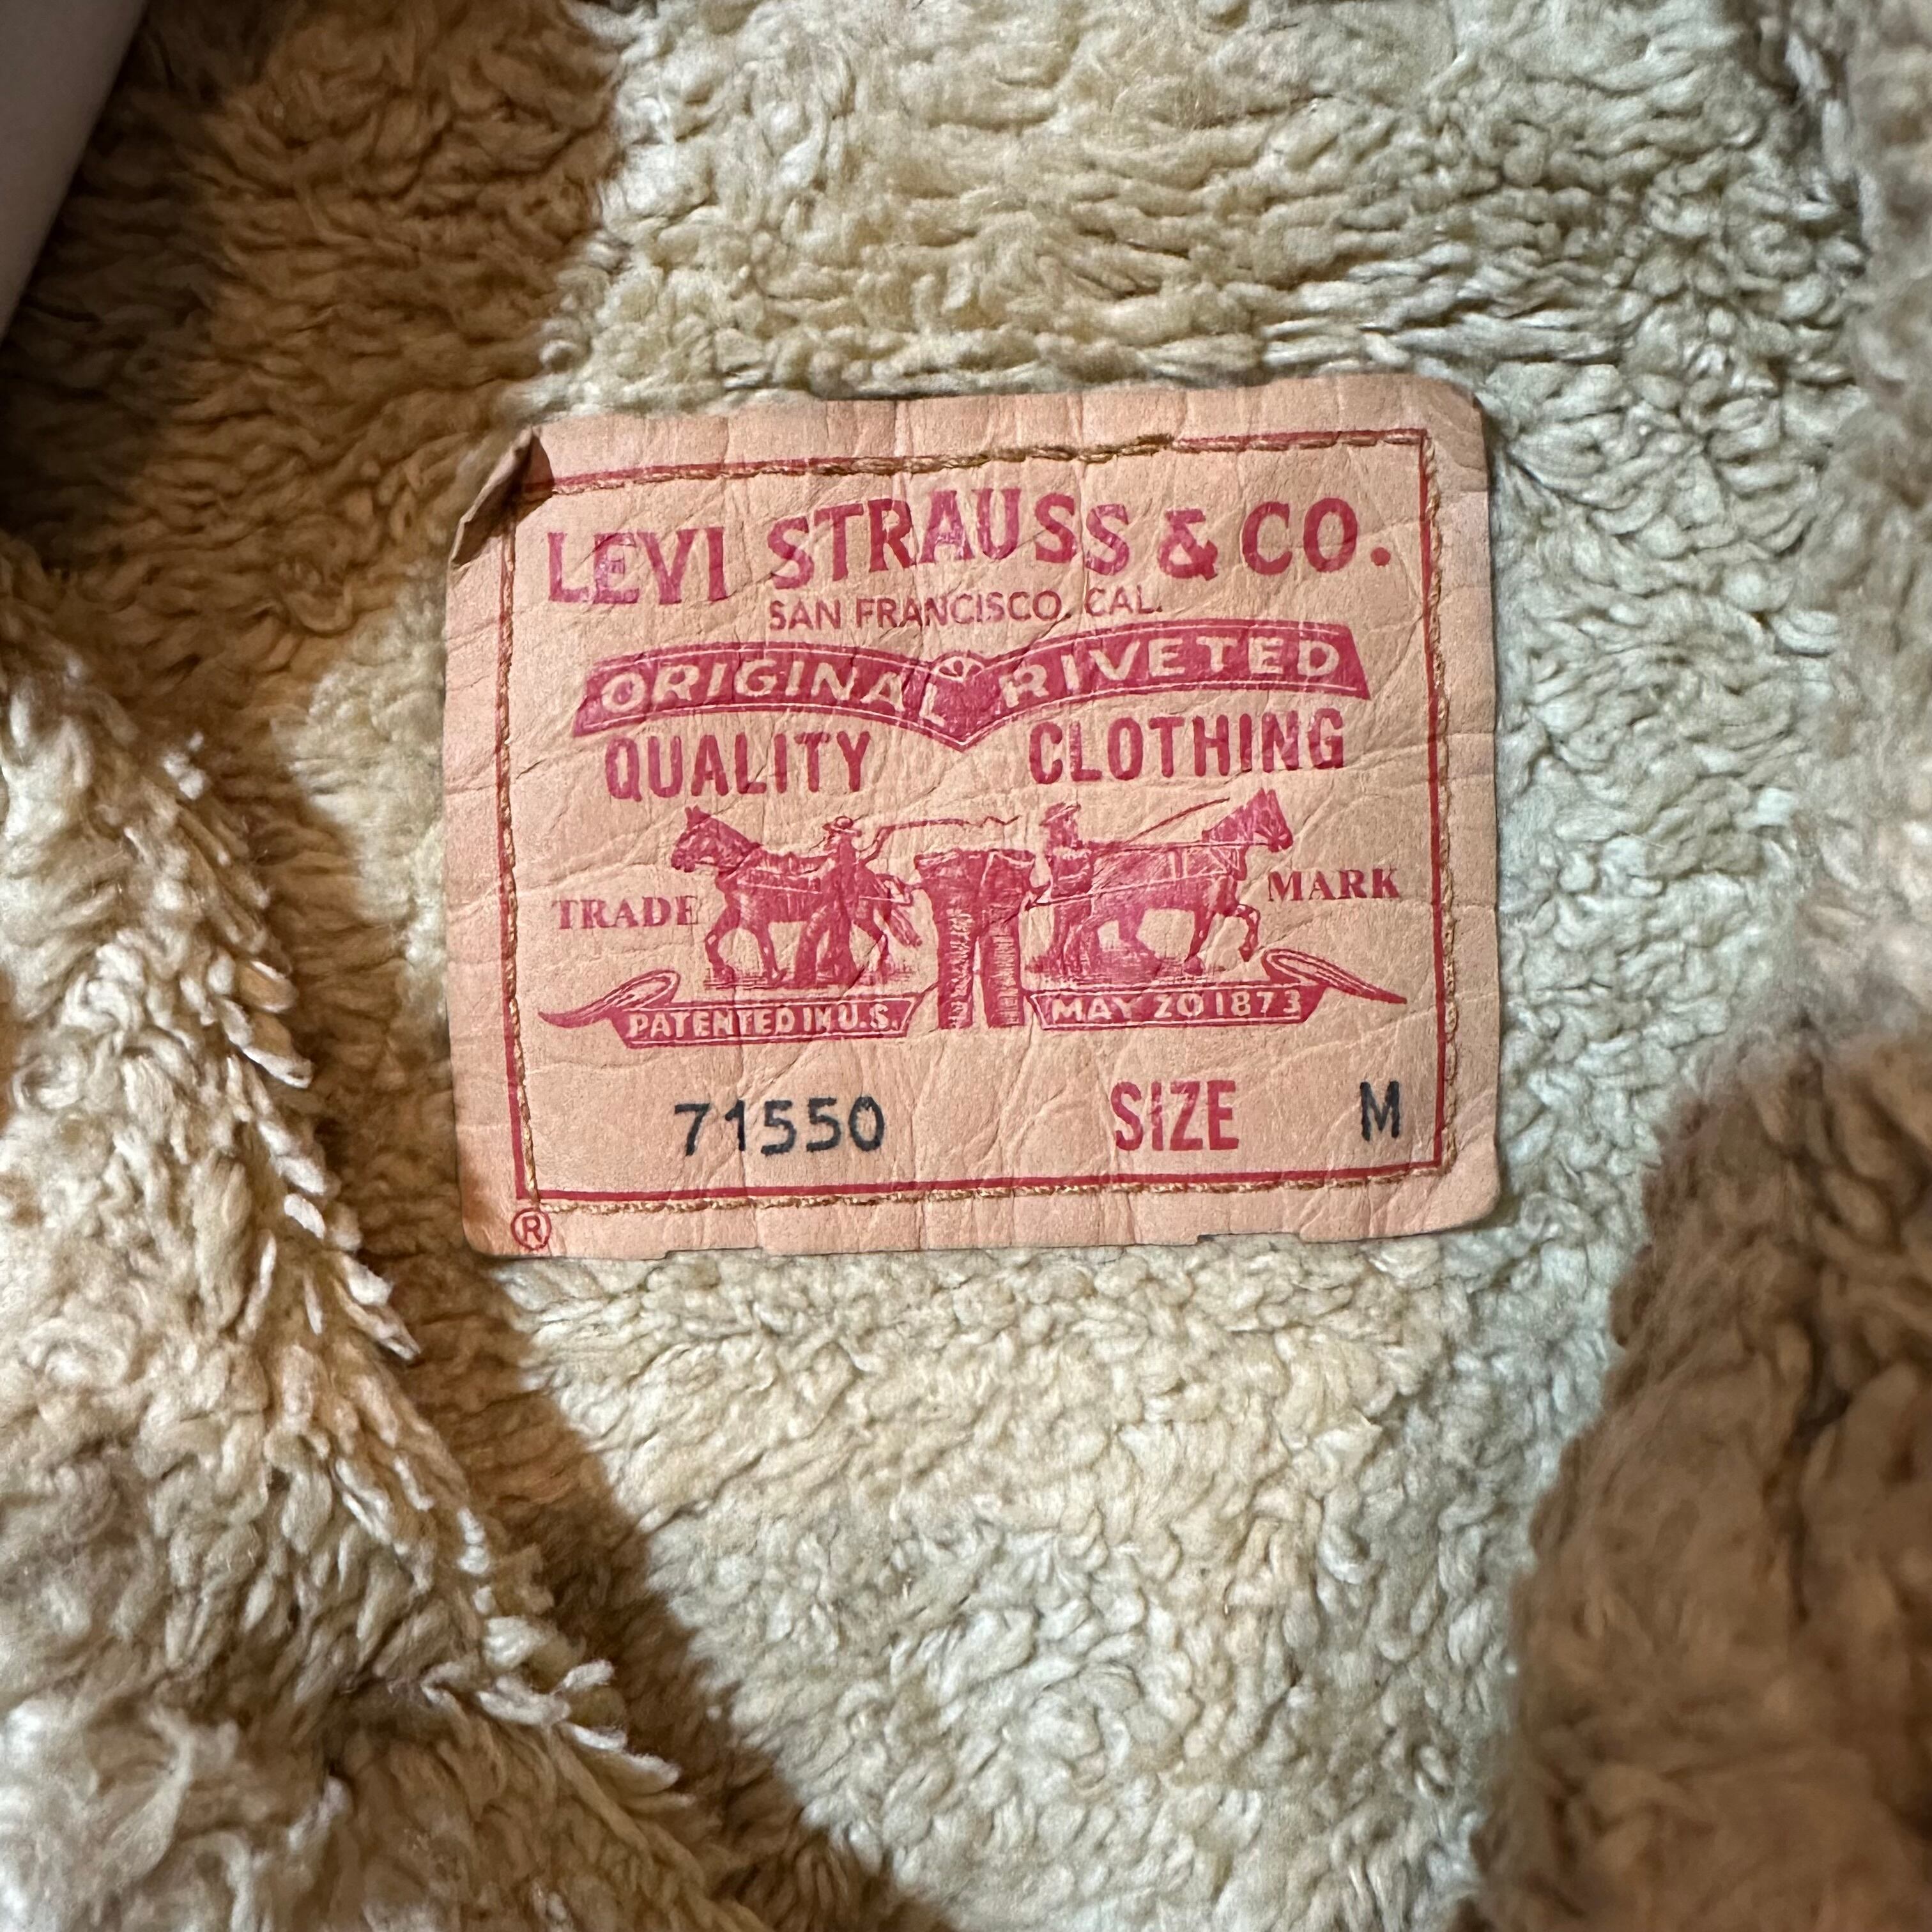 LEVI STRAUSS & CO.
SAN FRANCISCO, CAL.
ORIGINAL RIVETED
QUALITY CLOTHING
TRADE MARK
PATENTED IN U.S. MAY 20 1873
71550 SIZE M
®